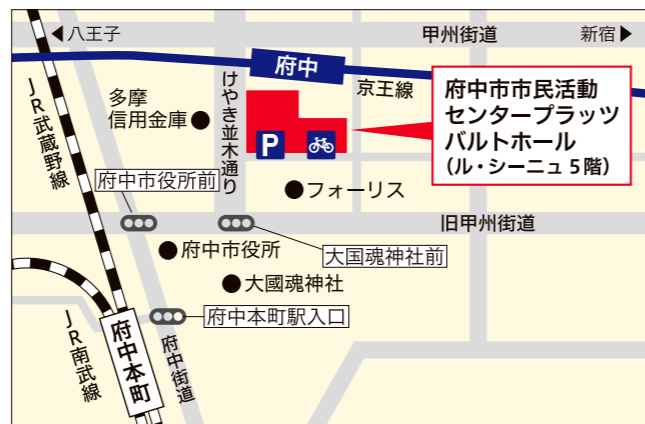 ◀八王子
甲州街道
新宿▶
府中
京王線
多摩
信用金庫
けやき並木通り
P
府中市市民活動
センタープラッツ
バルトホール
(ル・シーニュ5階)
JR武蔵野線
府中市役所前
フォーリス
旧甲州街道
府中市役所
大国魂神社前
大國魂神社
府中本町駅入口
JR南武線
府中本町
府中街道